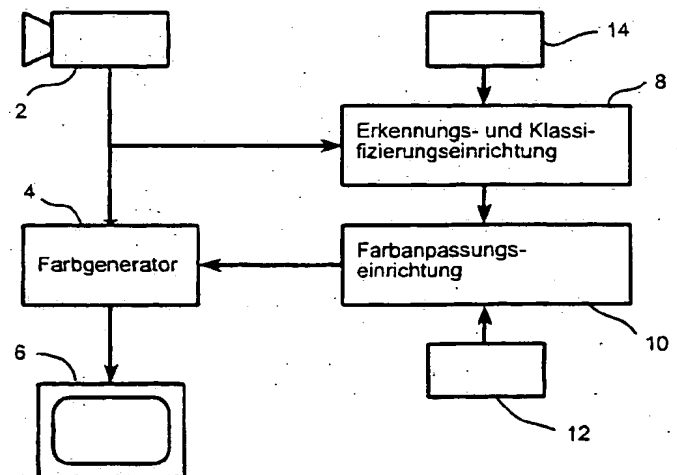 2
14
8
Erkennungs- und Klassi-
fizierungseinrichtung
4
Farbgenerator
Farbanpassungs-
einrichtung
10
6
12